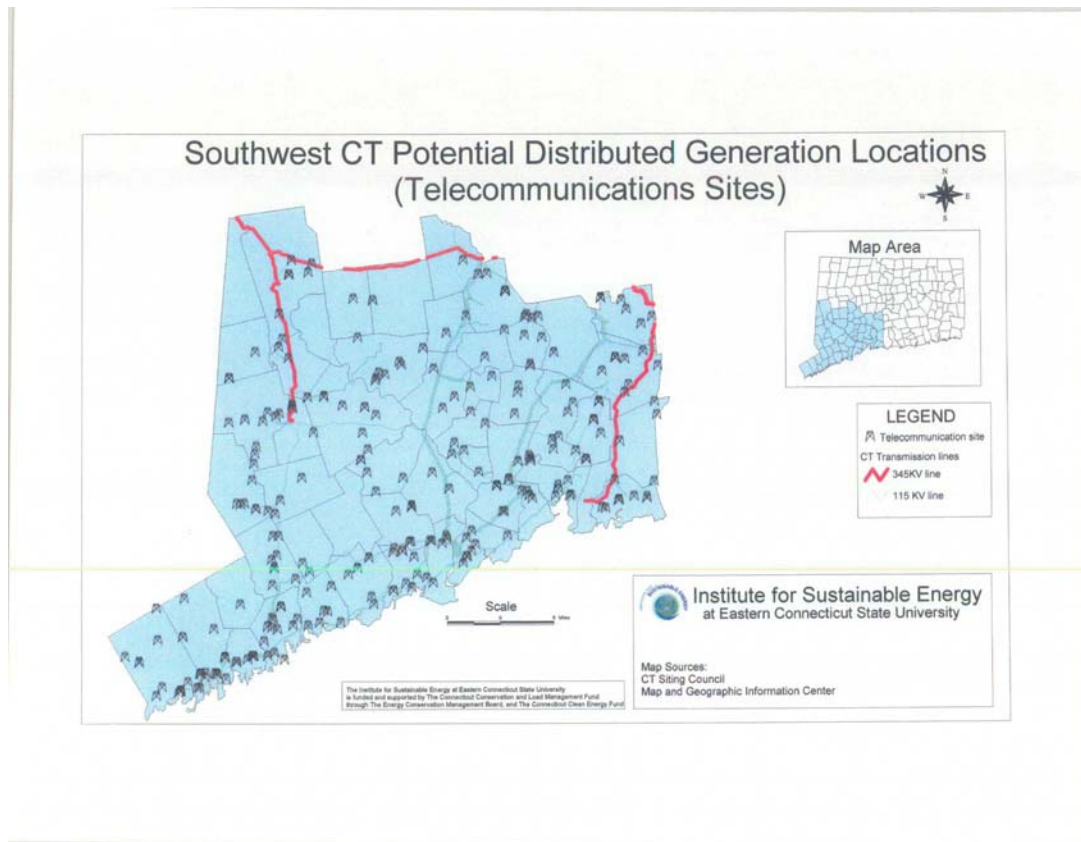 Southwest CT Potential Distributed Generation Locations
(Telecommunications Sites)
N
W
E
S
Map Area
LEGEND
Telecommunication site
CT Transmission lines
345KV line
115 KV line
Scale
Miles
Institute for Sustainable Energy
at Eastern Connecticut State University
Map Sources:
CT Siting Council
Map and Geographic Information Center
The Institute for Sustainable Energy at Eastern Connecticut State University
is funded and supported by The Connecticut Conservation and Load Management Fund
through The Energy Conservation Management Board, and The Connecticut Clean Energy Fund